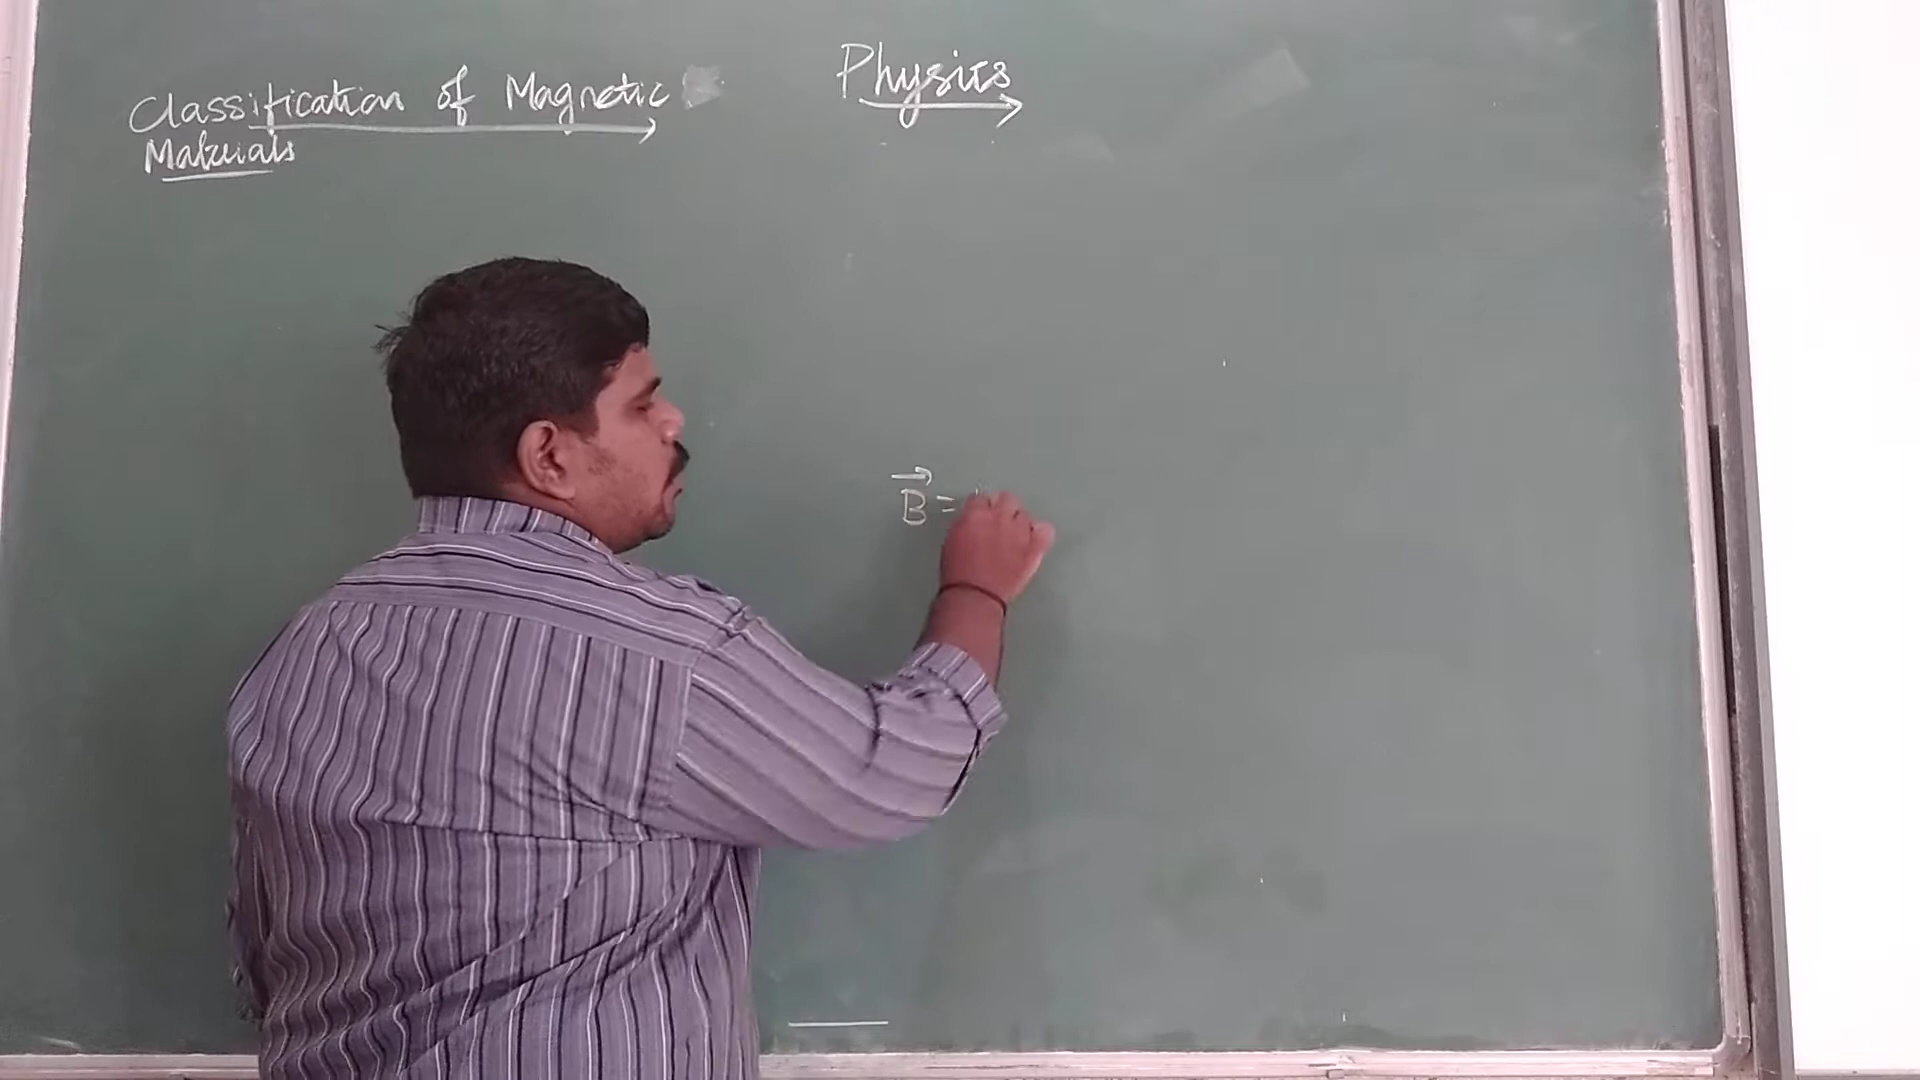 Classification of Magnetic
Materials
Physics
B⃗ =